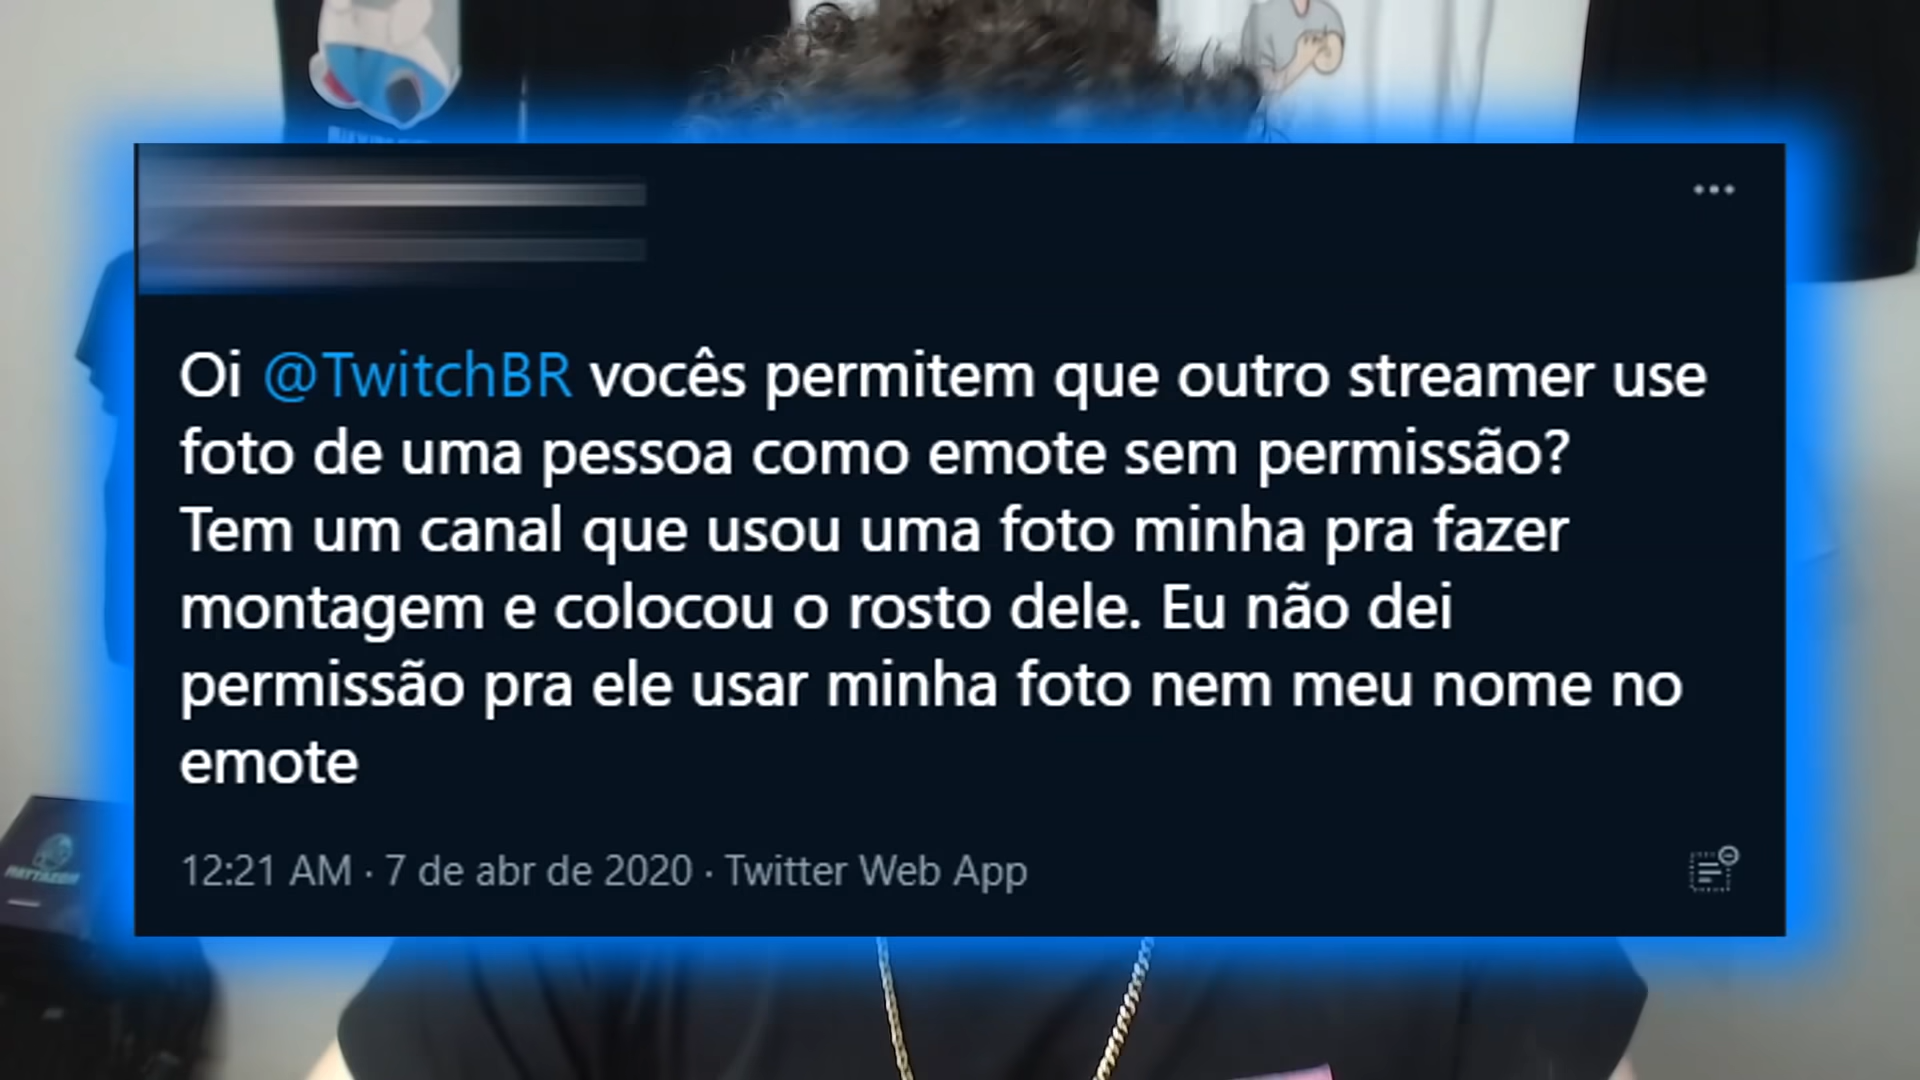 Oi @TwitchBR vocês permitem que outro streamer use
foto de uma pessoa como emote sem permissão?
Tem um canal que usou uma foto minha pra fazer
montagem e colocou o rosto dele. Eu não dei
permissão pra ele usar minha foto nem meu nome no
emote
12:21 AM · 7 de abr de 2020 · Twitter Web App